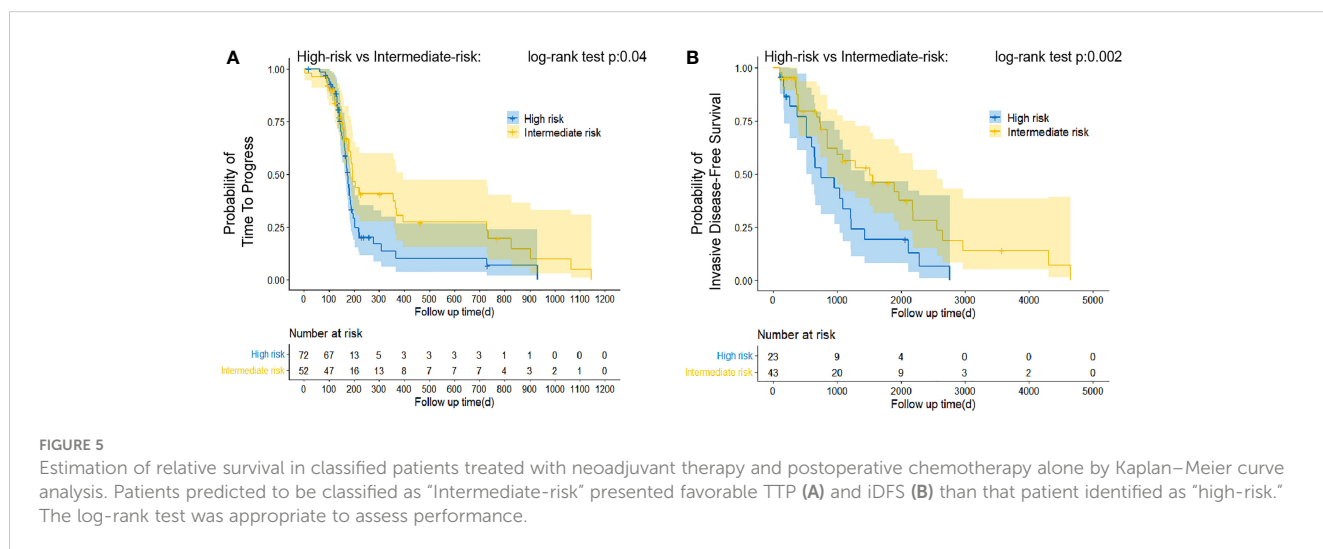 A
High-risk vs Intermediate-risk: log-rank test p:0.04
Probability of
Time To Progress
1.00
0.75
0.50
0.25
0.00
High risk
Intermediate risk
0 100 200 300 400 500 600 700 800 900 1000 1100 1200
Follow up time(d)
Number at risk
High risk 72 67 13 5 3 3 3 3 1 1 0 0 0
Intermediate risk 52 47 16 13 8 7 7 7 4 3 2 1 0
0 100 200 300 400 500 600 700 800 900 1000 1100 1200
Follow up time(d)
B
High-risk vs Intermediate-risk: log-rank test p:0.002
Probability of
Invasive Disease-Free Survival
1.00
0.75
0.50
0.25
0.00
High risk
Intermediate risk
0 1000 2000 3000 4000 5000
Follow up time(d)
Number at risk
High risk 23 9 4 0 0 0
Intermediate risk 43 20 9 3 2 0
0 1000 2000 3000 4000 5000
Follow up time(d)
FIGURE 5
Estimation of relative survival in classified patients treated with neoadjuvant therapy and postoperative chemotherapy alone by Kaplan–Meier curve
analysis. Patients predicted to be classified as “Intermediate-risk” presented favorable TTP (A) and iDFS (B) than that patient identified as “high-risk.”
The log-rank test was appropriate to assess performance.